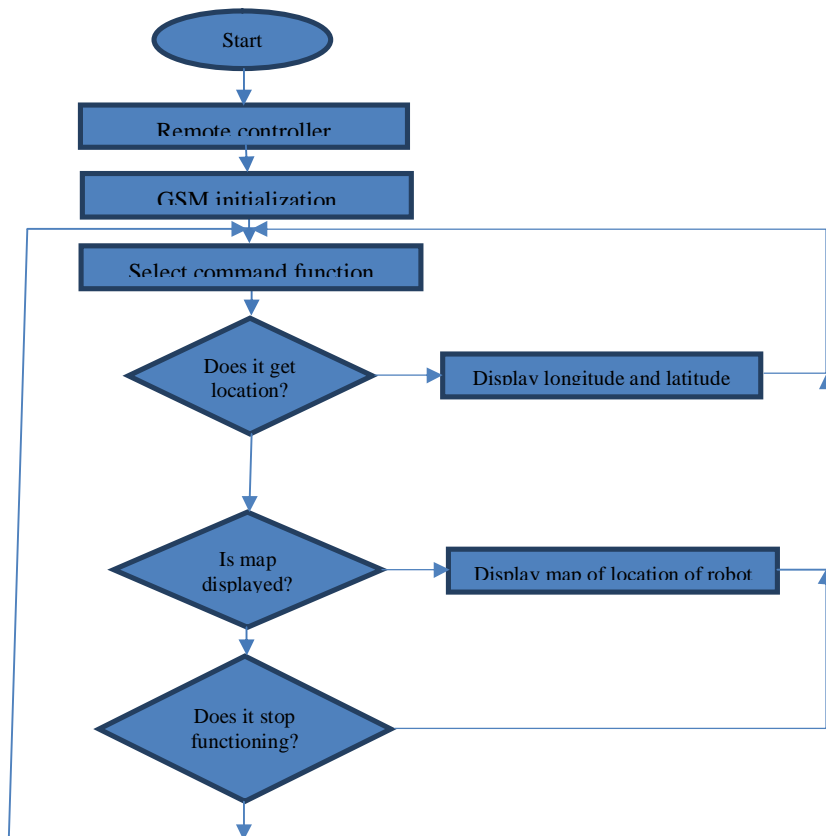 Start
Remote controller
GSM initialization
Select command function
Does it get
location?
Display longitude and latitude
Is map
displayed?
Display map of location of robot
Does it stop
functioning?